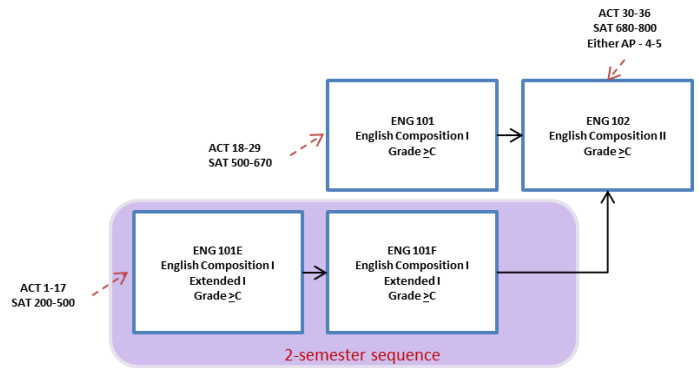 ACT 30-36
SAT 680-800
Either AP - 4-5
ENG 101
English Composition I
Grade >C
ENG 102
English Composition II
Grade >C
ACT 18-29
SAT 500-670
ENG 101E
English Composition I
Extended I
Grade >C
ENG 101F
English Composition I
Extended I
Grade >C
ACT 1-17
SAT 200-500
2-semester sequence